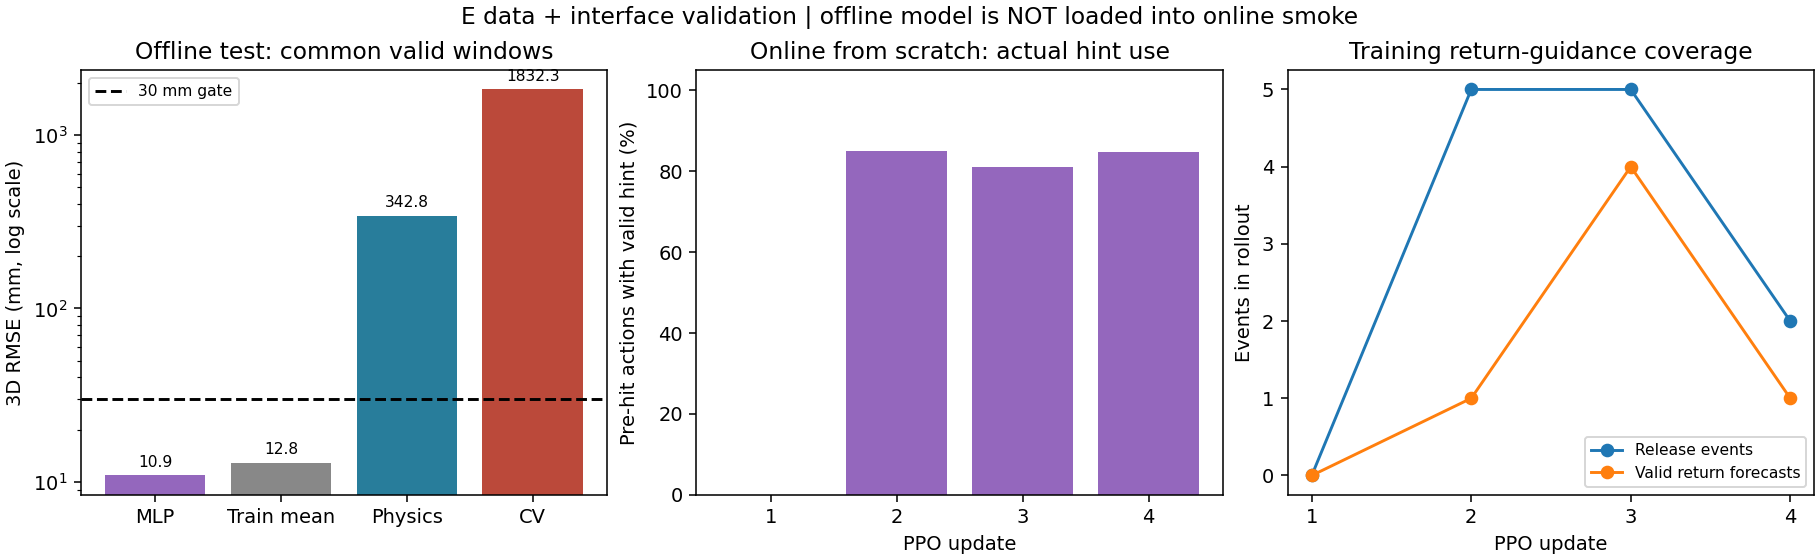 E data + interface validation | offline model is NOT loaded into online smoke
Offline test: common valid windows
3D RMSE (mm, log scale)
10³
10²
10¹
30 mm gate
10.9
12.8
342.8
1832.3
MLP
Train mean
Physics
CV
Online from scratch: actual hint use
Pre-hit actions with valid hint (%)
100
80
60
40
20
0
1
2
3
4
PPO update
Training return-guidance coverage
Events in rollout
5
4
3
2
1
0
Release events
Valid return forecasts
1
2
3
4
PPO update